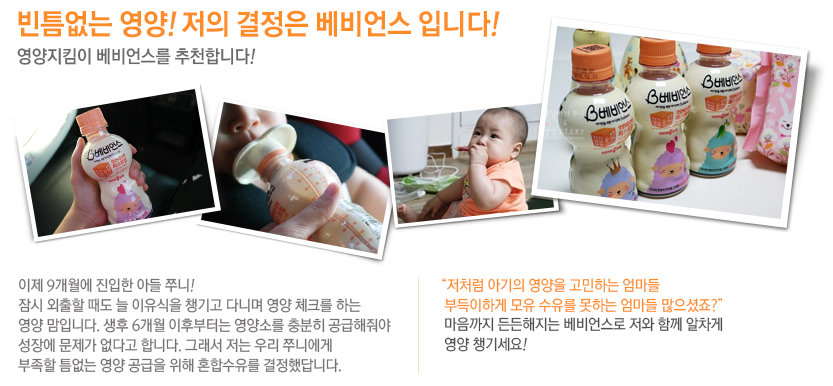 빈틈없는 영양! 저의 결정은 베비언스 입니다!
영양지킴이 베비언스를 추천합니다!
베비언스
베비언스
이제 9개월에 진입한 아들 쭈니!
잠시 외출할 때도 늘 이유식을 챙기고 다니며 영양 체크를 하는
영양 맘입니다. 생후 6개월 이후부터는 영양소를 충분히 공급해줘야
성장에 문제가 없다고 합니다. 그래서 저는 우리 쭈니에게
부족할 틈없는 영양 공급을 위해 혼합수유를 결정했답니다.
“저처럼 아기의 영양을 고민하는 엄마들
부득이하게 모유 수유를 못하는 엄마들 많으셨죠?”
마음까지 든든해지는 베비언스로 저와 함께 알차게
영양 챙기세요!